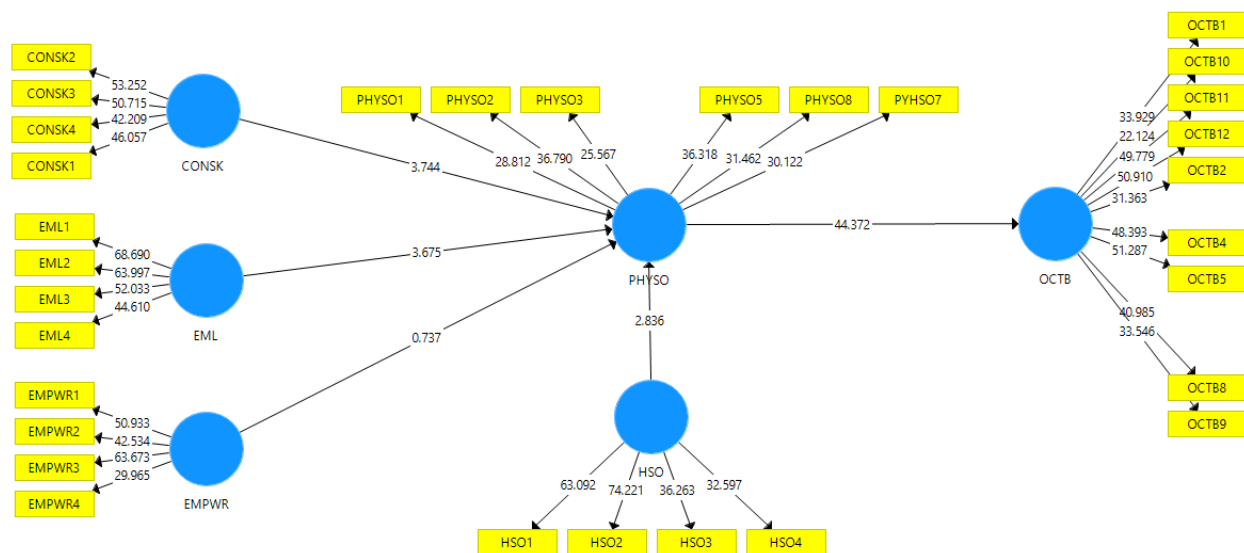 CONSK2
CONSK3
CONSK4
CONSK1
53.252
50.715
42.209
46.057
CONSK
EML1
EML2
EML3
EML4
68.690
63.997
52.033
44.610
EML
EMPWR1
EMPWR2
EMPWR3
EMPWR4
50.933
42.534
63.673
29.965
EMPWR
3.744
3.675
0.737
PHYSO1
PHYSO2
PHYSO3
PHYSO5
PHYSO8
PYHSO7
28.812
36.790
25.567
36.318
31.462
30.122
PHYSO
2.836
HSO
63.092
74.221
36.263
32.597
HSO1
HSO2
HSO3
HSO4
44.372
OCTB
33.929
22.124
49.779
50.910
31.363
48.393
51.287
40.985
33.546
OCTB1
OCTB10
OCTB11
OCTB12
OCTB2
OCTB4
OCTB5
OCTB8
OCTB9